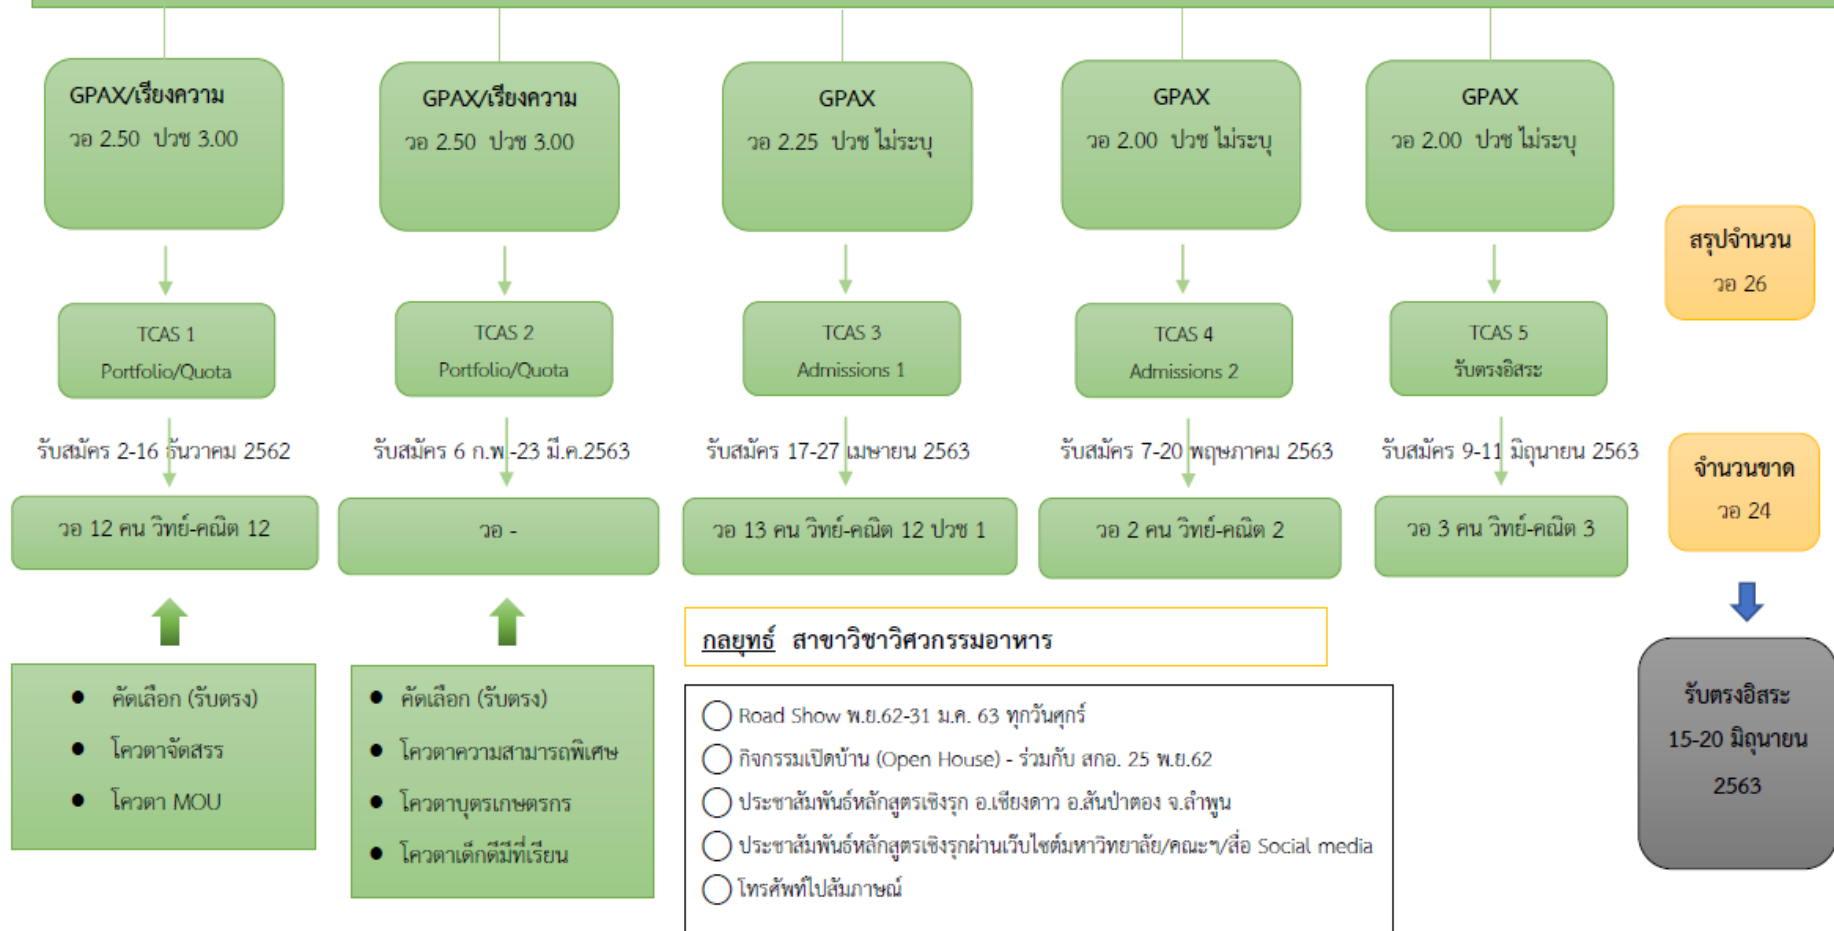 GPAX/เรียงความ
วอ 2.50 ปวช 3.00
GPAX/เรียงความ
วอ 2.50 ปวช 3.00
GPAX
วอ 2.25 ปวช ไม่ระบุ
GPAX
วอ 2.00 ปวช ไม่ระบุ
GPAX
วอ 2.00 ปวช ไม่ระบุ
สรุปจำนวน
วอ 26
TCAS 1
Portfolio/Quota
TCAS 2
Portfolio/Quota
TCAS 3
Admissions 1
TCAS 4
Admissions 2
TCAS 5
รับตรงอิสระ
รับสมัคร 2-16 ธันวาคม 2562
รับสมัคร 6 ก.พ.-23 มี.ค.2563
รับสมัคร 17-27 เมษายน 2563
รับสมัคร 7-20 พฤษภาคม 2563
รับสมัคร 9-11 มิถุนายน 2563
จำนวนขาด
วอ 24
วอ 12 คน วิทย์-คณิต 12
วอ -
วอ 13 คน วิทย์-คณิต 12 ปวช 1
วอ 2 คน วิทย์-คณิต 2
วอ 3 คน วิทย์-คณิต 3
● คัดเลือก (รับตรง)
● โควตาจัดสรร
● โควตา MOU
● คัดเลือก (รับตรง)
● โควตาความสามารถพิเศษ
● โควตาบุตรเกษตรกร
● โควตาเด็กดีมีที่เรียน
กลยุทธ์ สาขาวิชาวิศวกรรมอาหาร
Road Show พ.ย.62-31 ม.ค. 63 ทุกวันศุกร์
กิจกรรมเปิดบ้าน (Open House) - ร่วมกับ สกอ. 25 พ.ย.62
ประชาสัมพันธ์หลักสูตรเชิงรุก อ.เชียงดาว อ.สันป่าตอง จ.ลำพูน
ประชาสัมพันธ์หลักสูตรเชิงรุกผ่านเว็บไซต์มหาวิทยาลัย/คณะฯ/สื่อ Social media
โทรศัพท์ไปสัมภาษณ์
รับตรงอิสระ
15-20 มิถุนายน
2563